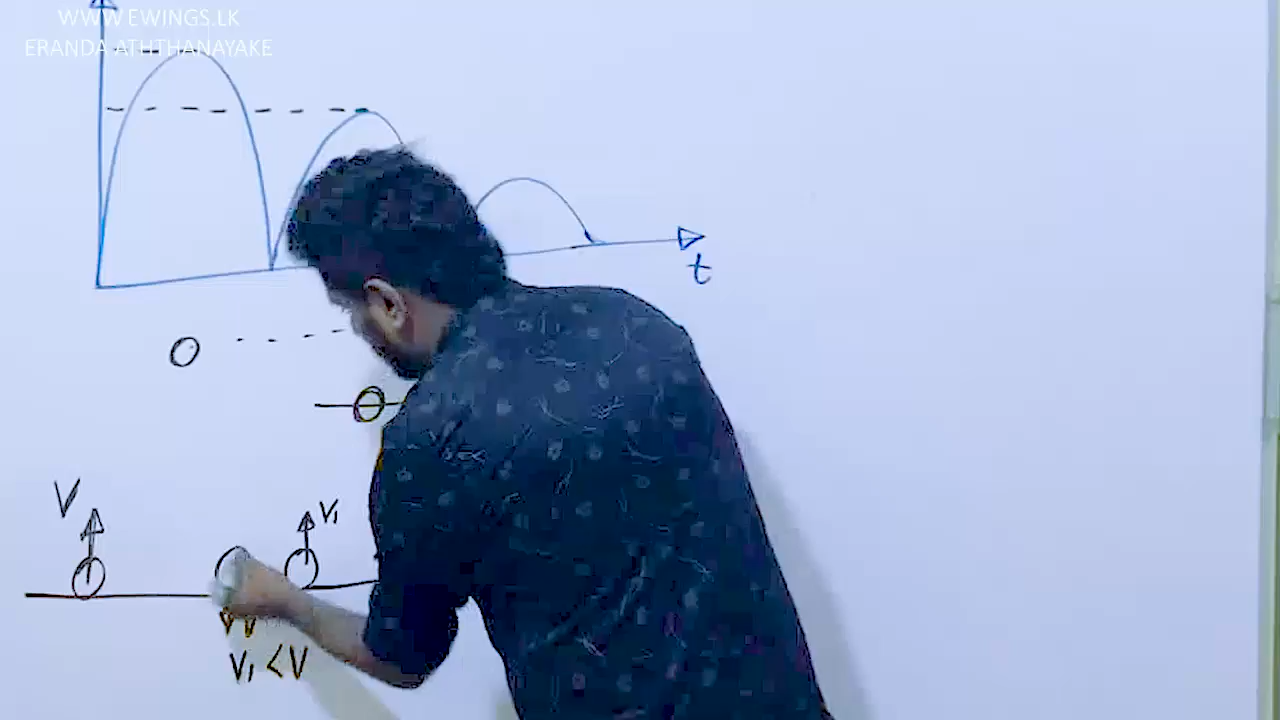 WWW.EWINGS.LK
ERANDA ATHTHANAYAKE
t
V
V₁
V₁ < V